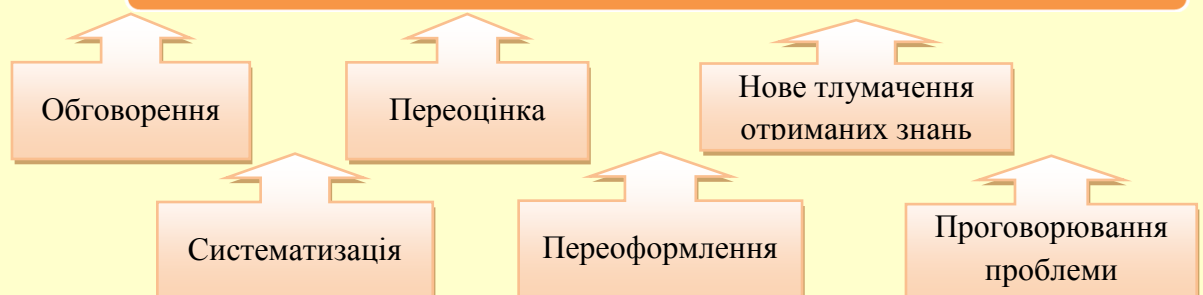 Обговорення
Переоцінка
Нове тлумачення
отриманих знань
Систематизація
Переоформлення
Проговорювання
проблеми